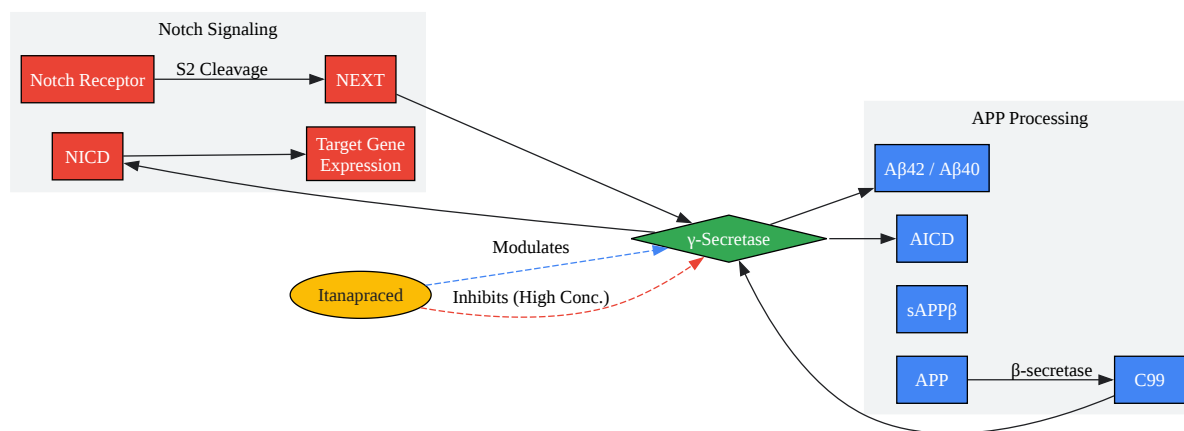 Notch Signaling
Notch Receptor
S2 Cleavage
NEXT
NICD
Target Gene
Expression
APP Processing
Aβ42 / Aβ40
γ-Secretase
AICD
Modulates
Itanapraced
Inhibits (High Conc.)
sAPPβ
APP
β-secretase
C99